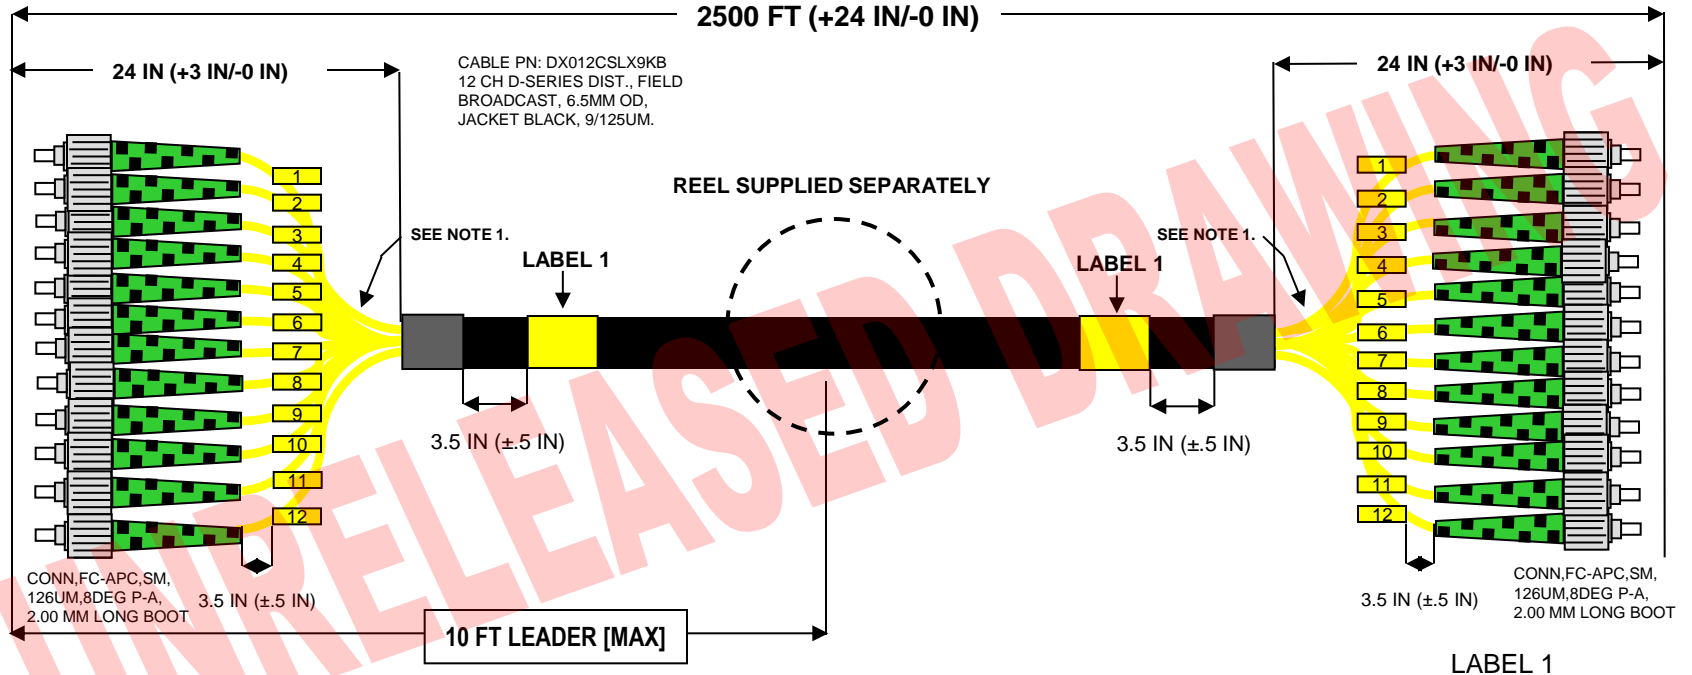 2500 FT (+24 IN/-0 IN)
24 IN (+3 IN/-0 IN)
24 IN (+3 IN/-0 IN)
CABLE PN: DX012CSLX9KB
12 CH D-SERIES DIST., FIELD
BROADCAST, 6.5MM OD,
JACKET BLACK, 9/125UM.
REEL SUPPLIED SEPARATELY
SEE NOTE 1.
SEE NOTE 1.
LABEL 1
LABEL 1
1
2
3
4
5
6
7
8
9
10
11
12
1
2
3
4
5
6
7
8
9
10
11
12
3.5 IN (±.5 IN)
3.5 IN (±.5 IN)
CONN,FC-APC,SM,
126UM,8DEG P-A,
2.00 MM LONG BOOT
3.5 IN (±.5 IN)
3.5 IN (±.5 IN)
CONN,FC-APC,SM,
126UM,8DEG P-A,
2.00 MM LONG BOOT
10 FT LEADER [MAX]
LABEL 1
UNRELEASED DRAWING